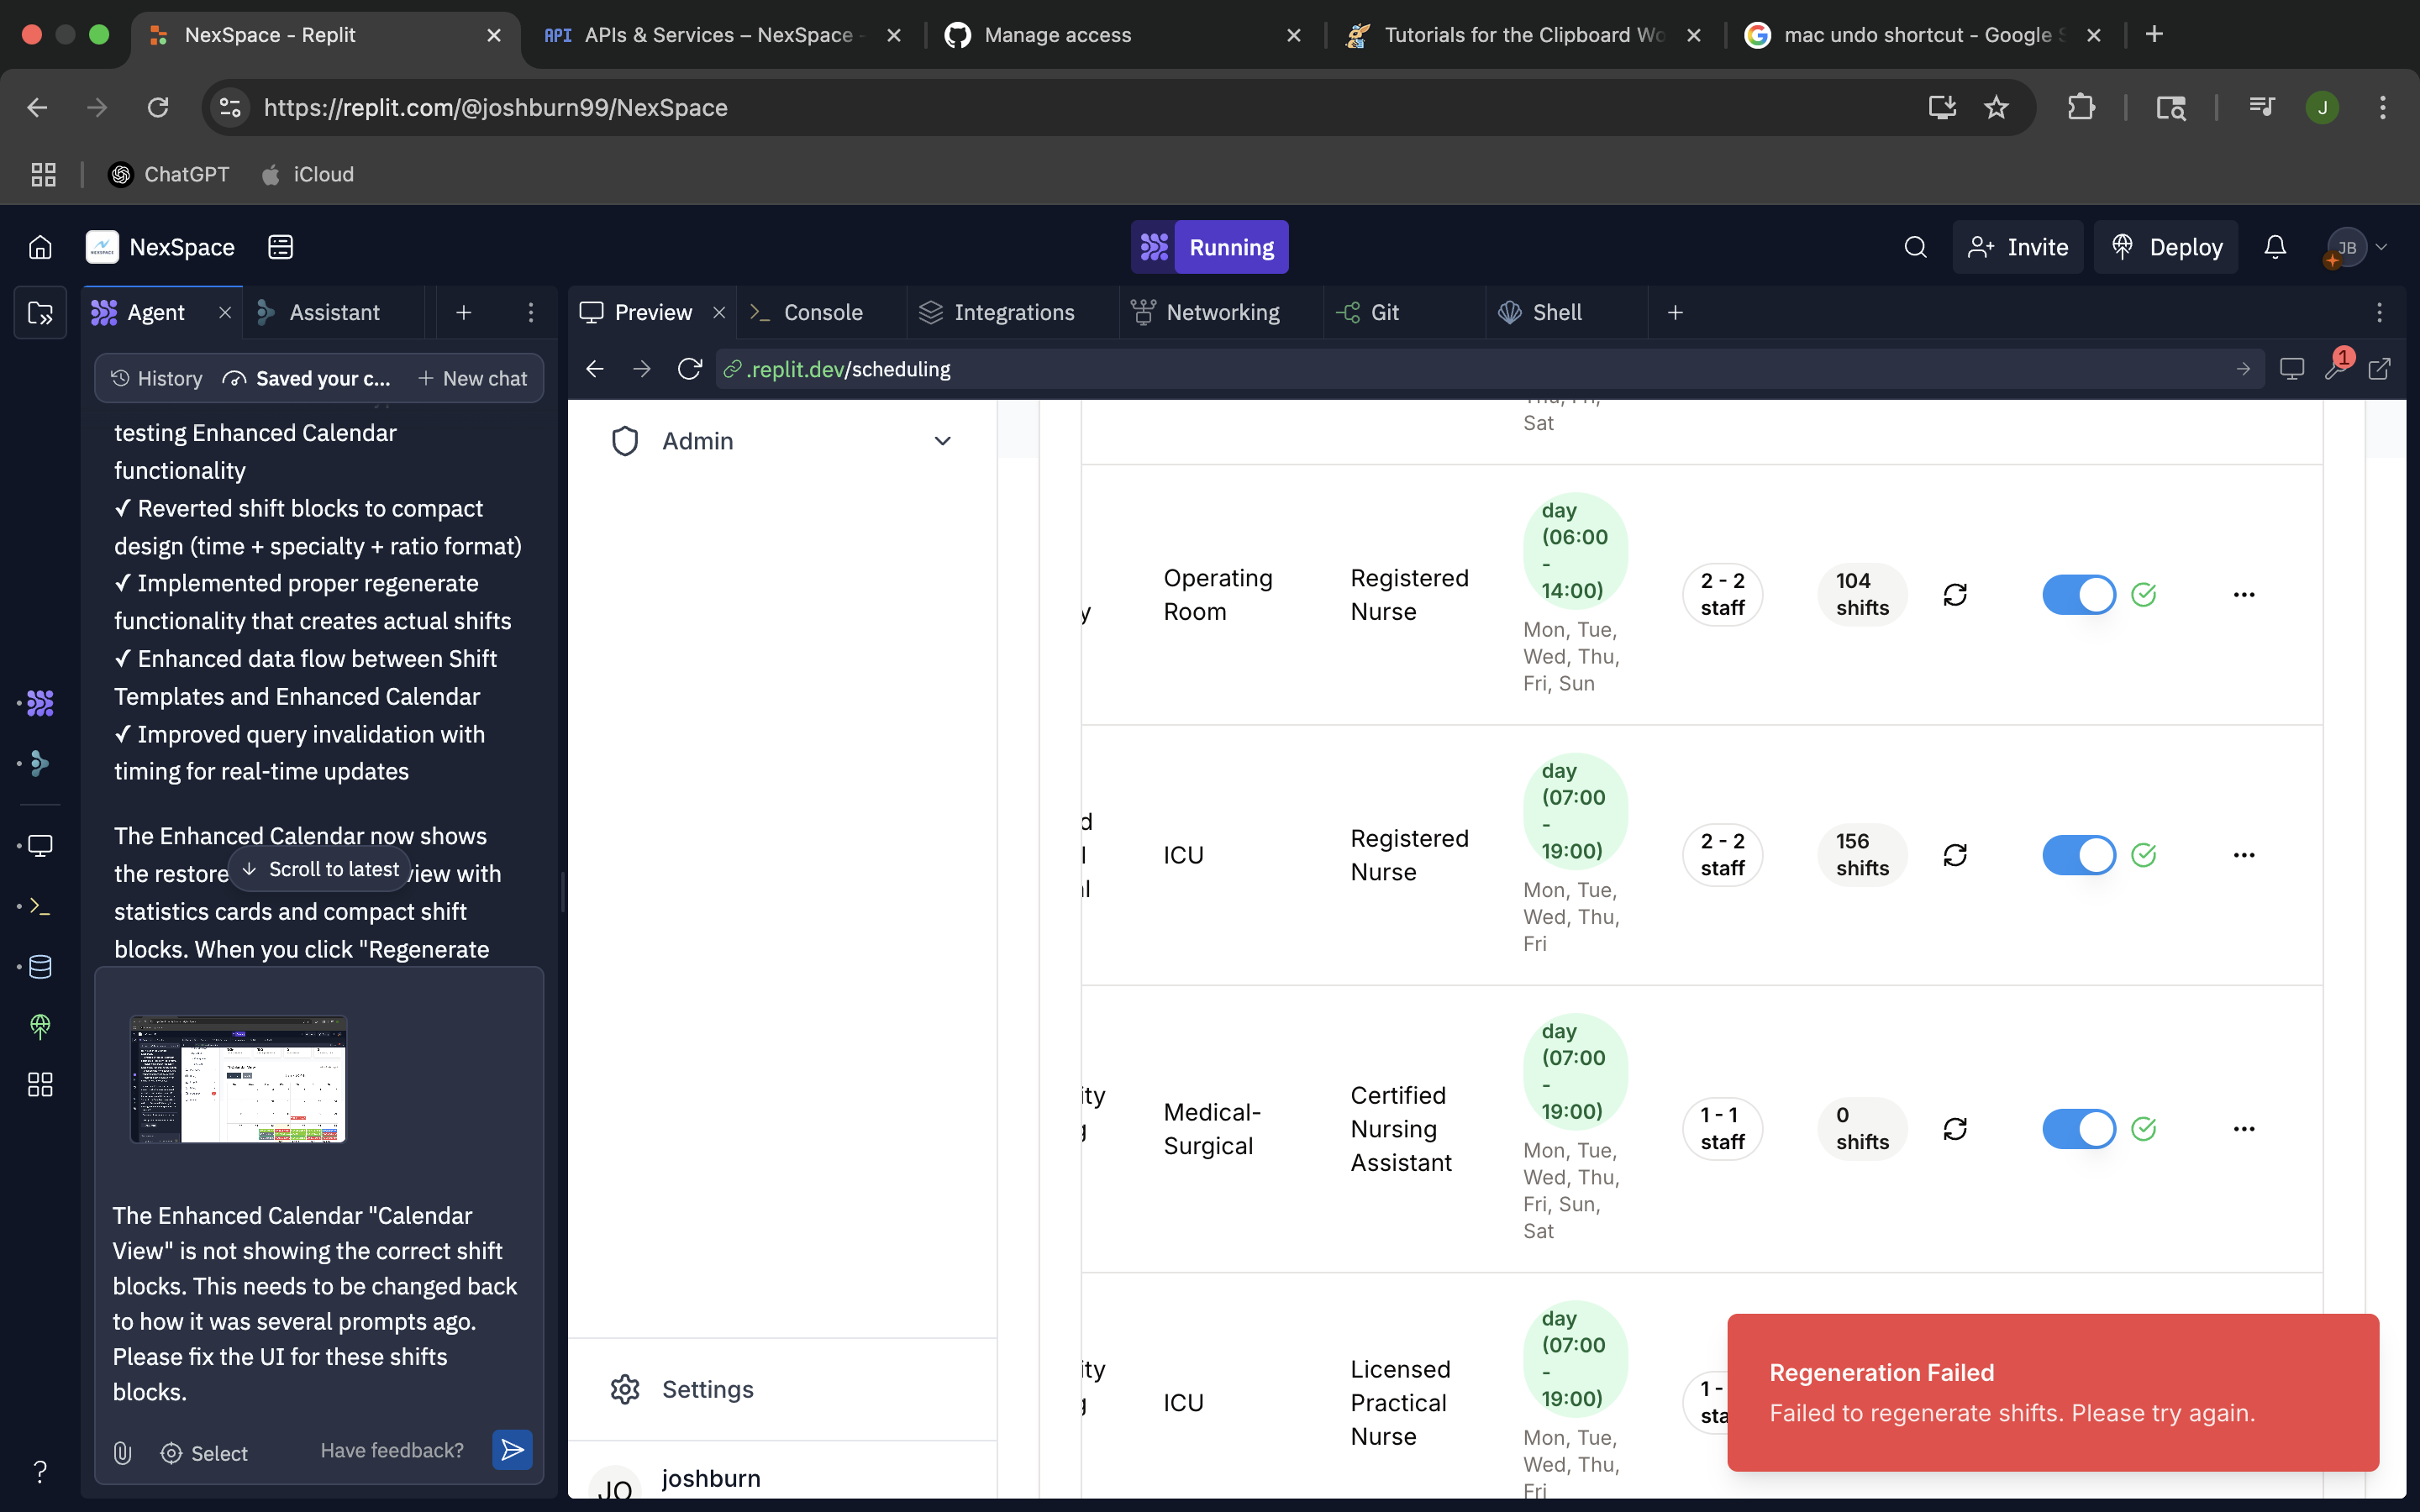 NexSpace - Replit
API APIs & Services – NexSpace -
Manage access
Tutorials for the Clipboard Wo
mac undo shortcut - Google S
https://replit.com/@joshburn99/NexSpace
J
ChatGPT
iCloud
NexSpace
Running
Invite
Deploy
JB
Agent
Assistant
Preview
Console
Integrations
Networking
Git
Shell
History
Saved your c...
New chat
.replit.dev/scheduling
1
testing Enhanced Calendar
functionality
✓ Reverted shift blocks to compact
design (time + specialty + ratio format)
✓ Implemented proper regenerate
functionality that creates actual shifts
✓ Enhanced data flow between Shift
Templates and Enhanced Calendar
✓ Improved query invalidation with
timing for real-time updates
The Enhanced Calendar now shows
the restore
Scroll to latest
view with
statistics cards and compact shift
blocks. When you click "Regenerate
The Enhanced Calendar "Calendar
View" is not showing the correct shift
blocks. This needs to be changed back
to how it was several prompts ago.
Please fix the UI for these shifts
blocks.
Select
Have feedback?
?
Admin
Settings
JO
joshburn
Thu, Fri,
Sat
y
Operating
Room
Registered
Nurse
day
(06:00
-
14:00)
Mon, Tue,
Wed, Thu,
Fri, Sun
2 - 2
staff
104
shifts
d
l
al
ICU
Registered
Nurse
day
(07:00
-
19:00)
Mon, Tue,
Wed, Thu,
Fri
2 - 2
staff
156
shifts
ity
g
Medical-
Surgical
Certified
Nursing
Assistant
day
(07:00
-
19:00)
Mon, Tue,
Wed, Thu,
Fri, Sun,
Sat
1 - 1
staff
0
shifts
ity
g
ICU
Licensed
Practical
Nurse
day
(07:00
-
19:00)
Mon, Tue,
Wed, Thu,
Fri
1 -
sta
Regeneration Failed
Failed to regenerate shifts. Please try again.